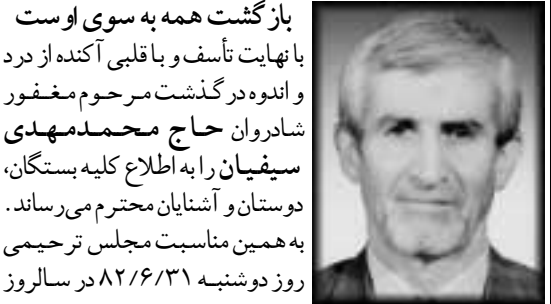 بازگشت همه به سوی اوست
با نهایت تأسف و با قلبی آکنده از درد
و اندوه درگذشت مرحوم مغفور
شادروان حاج محمدمهدی
سیفیان را به اطلاع کلیه بستگان،
دوستان و آشنایان محترم می‌رساند.
به همین مناسبت مجلس ترحیمی
روز دوشنبه ۸۲/۶/۳۱ در سالروز